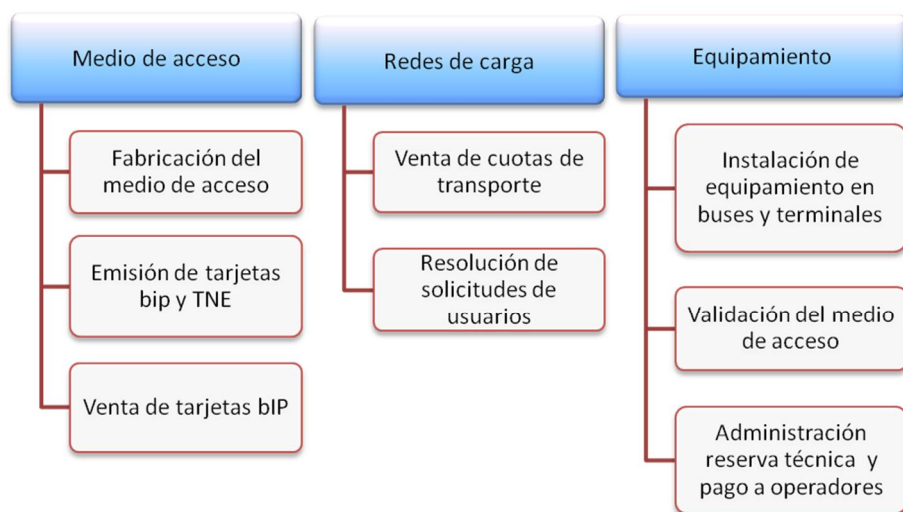 Medio de acceso
Fabricación del
medio de acceso
Emisión de tarjetas
bip y TNE
Venta de tarjetas bIP
Redes de carga
Venta de cuotas de
transporte
Resolución de
solicitudes de
usuarios
Equipamiento
Instalación de
equipamiento en
buses y terminales
Validación del medio
de acceso
Administración
reserva técnica y
pago a operadores